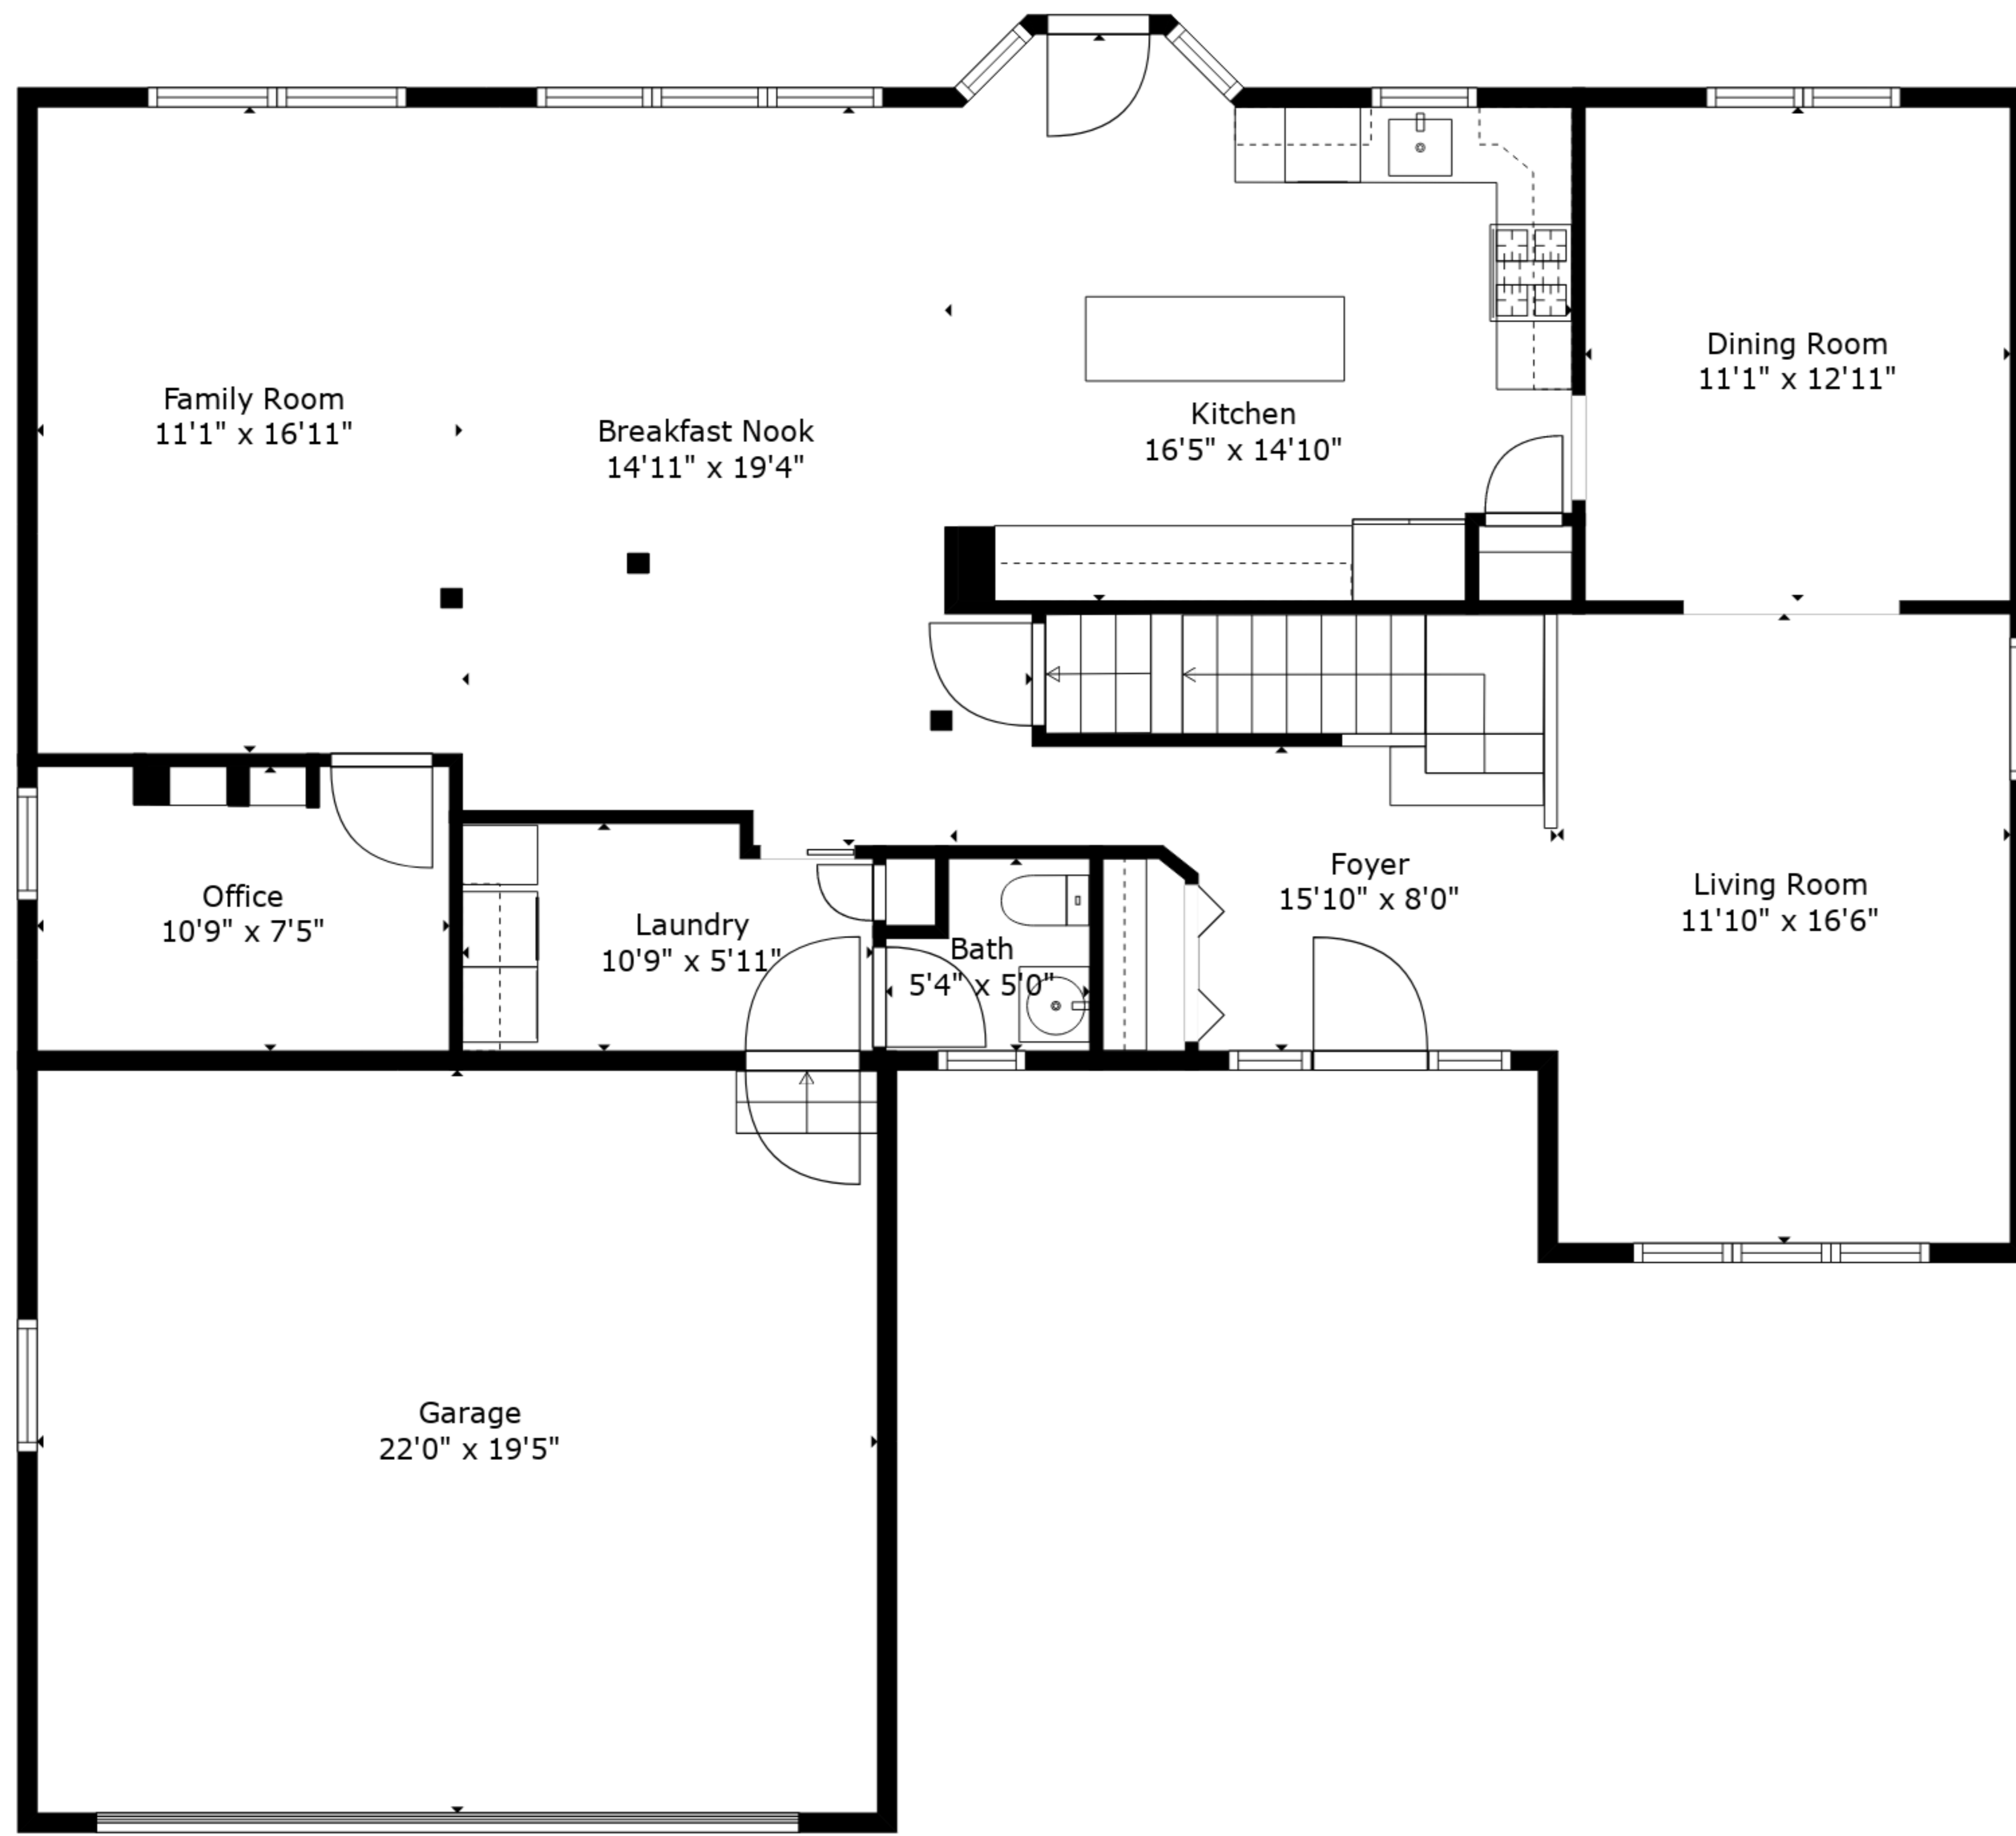 Family Room
11'1" x 16'11"
Breakfast Nook
14'11" x 19'4"
Kitchen
16'5" x 14'10"
Dining Room
11'1" x 12'11"
Office
10'9" x 7'5"
Laundry
10'9" x 5'11"
Bath
5'4" x 5'0"
Foyer
15'10" x 8'0"
Living Room
11'10" x 16'6"
Garage
22'0" x 19'5"